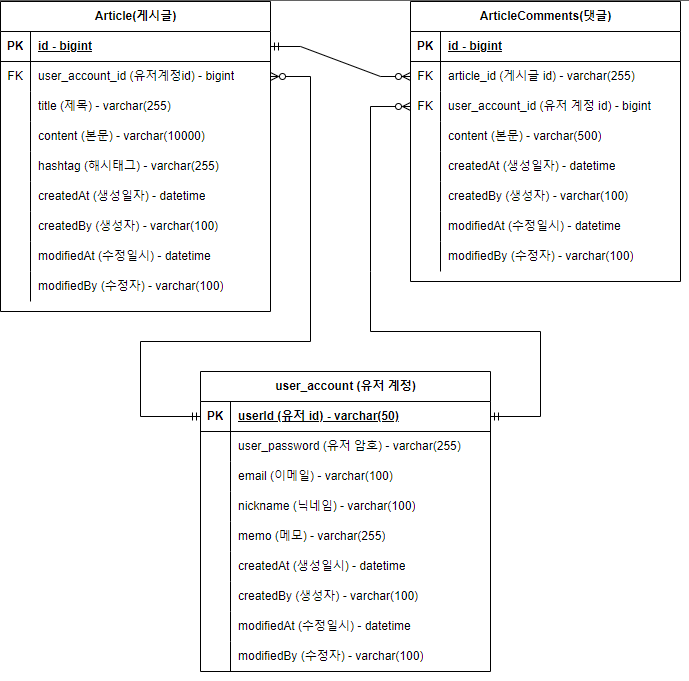 Article(게시글)
PK id - bigint
FK user_account_id (유저계정id) - bigint
title (제목) - varchar(255)
content (본문) - varchar(10000)
hashtag (해시태그) - varchar(255)
createdAt (생성일자) - datetime
createdBy (생성자) - varchar(100)
modifiedAt (수정일시) - datetime
modifiedBy (수정자) - varchar(100)
ArticleComments(댓글)
PK id - bigint
FK article_id (게시글 id) - varchar(255)
FK user_account_id (유저 계정 id) - bigint
content (본문) - varchar(500)
createdAt (생성일자) - datetime
createdBy (생성자) - varchar(100)
modifiedAt (수정일시) - datetime
modifiedBy (수정자) - varchar(100)
user_account (유저 계정)
PK userId (유저 id) - varchar(50)
user_password (유저 암호) - varchar(255)
email (이메일) - varchar(100)
nickname (닉네임) - varchar(100)
memo (메모) - varchar(255)
createdAt (생성일시) - datetime
createdBy (생성자) - varchar(100)
modifiedAt (수정일시) - datetime
modifiedBy (수정자) - varchar(100)